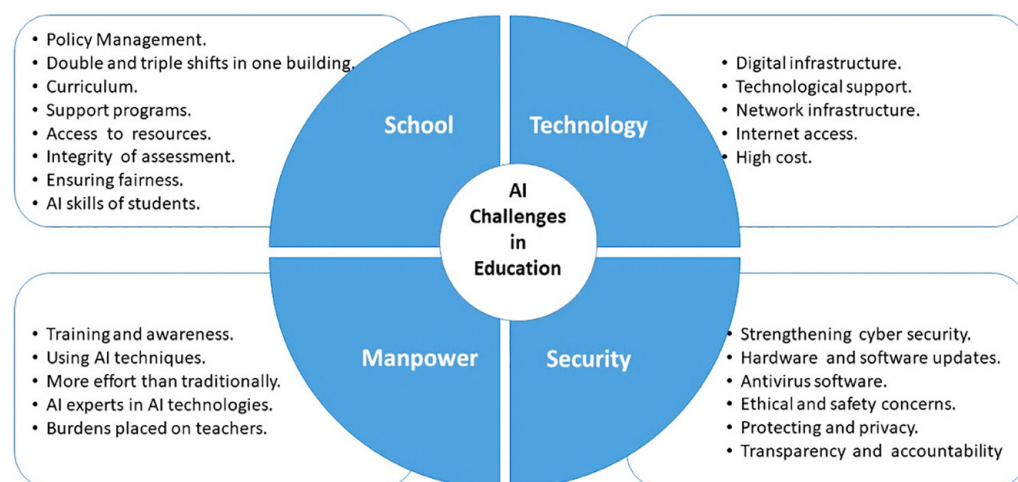 • Policy Management.
• Double and triple shifts in one building.
• Curriculum.
• Support programs.
• Access to resources.
• Integrity of assessment.
• Ensuring fairness.
• AI skills of students.
School
Technology
• Digital infrastructure.
• Technological support.
• Network infrastructure.
• Internet access.
• High cost.
AI
Challenges
in
Education
• Training and awareness.
• Using AI techniques.
• More effort than traditionally.
• AI experts in AI technologies.
• Burdens placed on teachers.
Manpower
Security
• Strengthening cyber security.
• Hardware and software updates.
• Antivirus software.
• Ethical and safety concerns.
• Protecting and privacy.
• Transparency and accountability